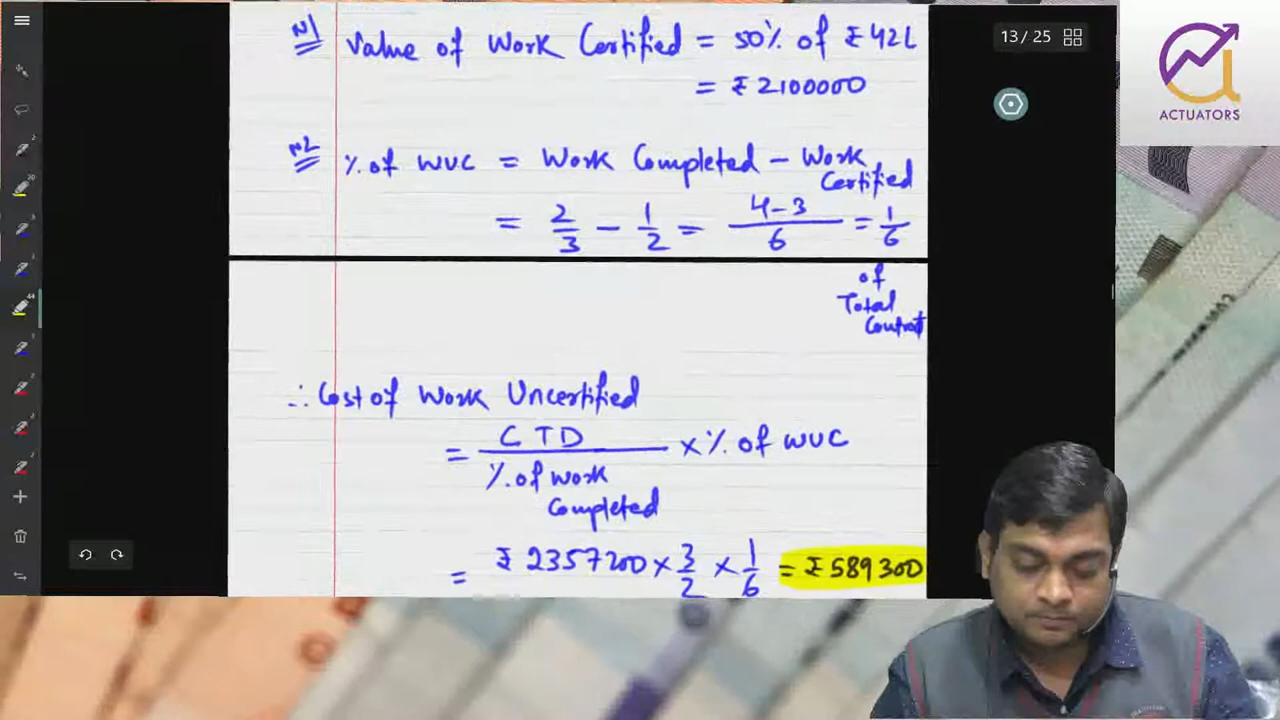 N1 Value of Work Certified = 50% of ₹42L
= ₹2100000
N2 % of WUC = Work Completed - Work Certified
= 2/3 - 1/2 = 4-3/6 = 1/6
of
Total
Contract
∴ Cost of Work Uncertified
= CTD/% of work Completed × % of WUC
= ₹2357200 × 3/2 × 1/6 = ₹589300
13/25
ACTUATORS